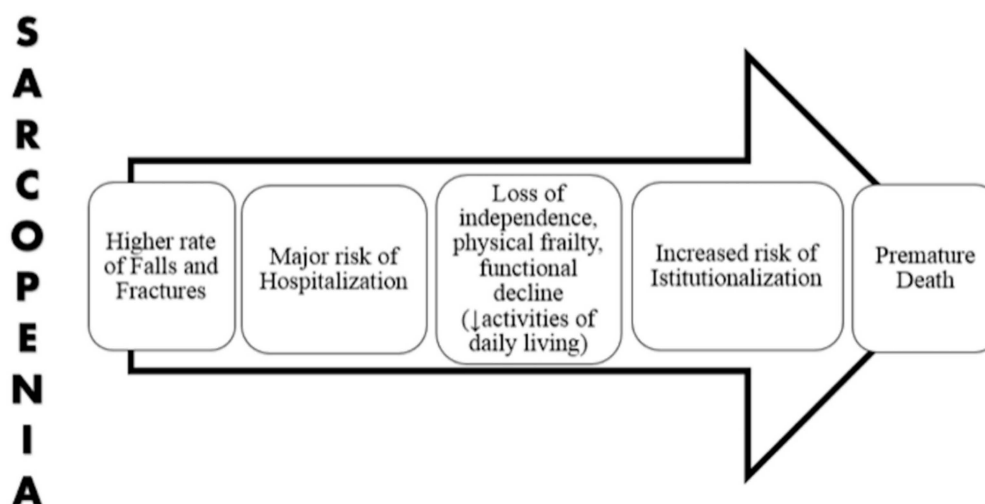 SARCOPENIA
Higher rate
of Falls and
Fractures
Major risk of
Hospitalization
Loss of
independence,
physical frailty,
functional
decline
(↓activities of
daily living)
Increased risk of
Istitutionalization
Premature
Death